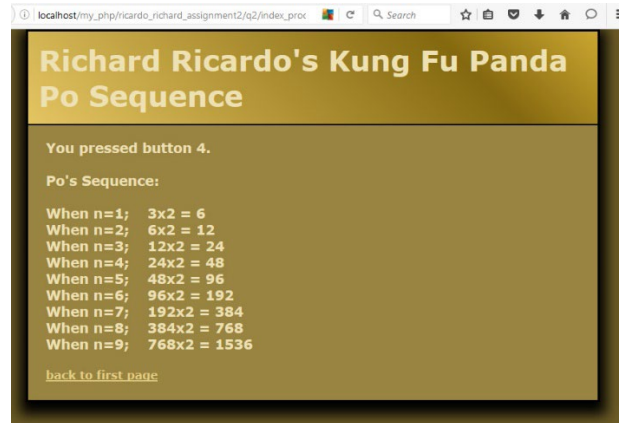 localhost/my_php/ricardo_richard_assignment2/q2/index_proc
Search
Richard Ricardo's Kung Fu Panda
Po Sequence
You pressed button 4.
Po's Sequence:
When n=1; 3x2 = 6
When n=2; 6x2 = 12
When n=3; 12x2 = 24
When n=4; 24x2 = 48
When n=5; 48x2 = 96
When n=6; 96x2 = 192
When n=7; 192x2 = 384
When n=8; 384x2 = 768
When n=9; 768x2 = 1536
back to first page